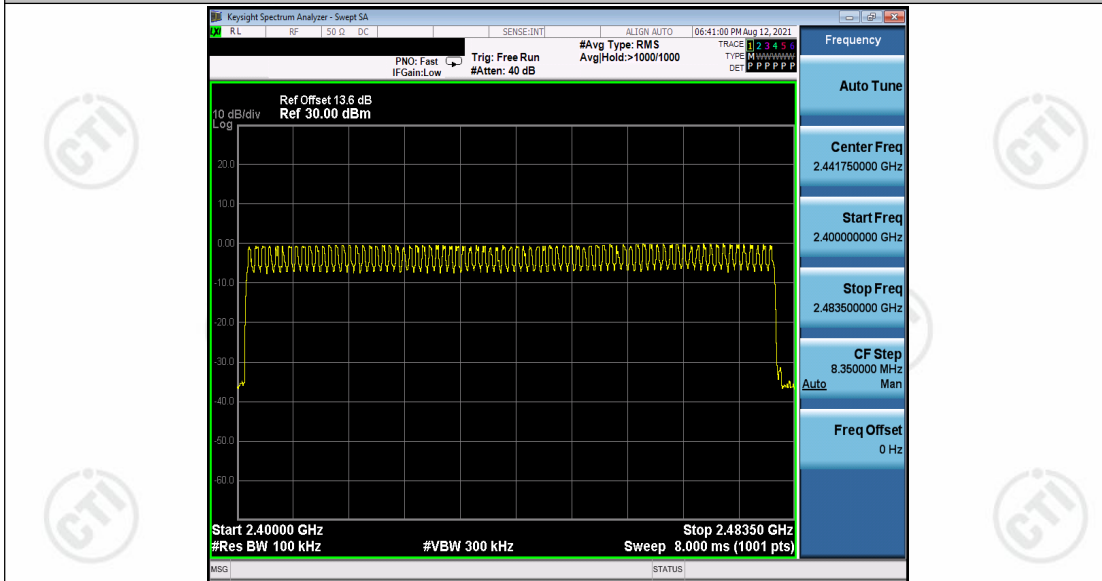 Keysight Spectrum Analyzer - Swept SA
LXI RL RF 50 Ω DC SENSE:INT ALIGN AUTO 06:41:00 PM Aug 12, 2021
#Avg Type: RMS
Avg|Hold:>1000/1000
TRACE 1 2 3 4 5 6
TYPE M WWWWW
DET P P P P P P
PNO: Fast
IFGain:Low
Trig: Free Run
#Atten: 40 dB
Ref Offset 13.6 dB
10 dB/div Ref 30.00 dBm
Log
20.0
10.0
0.00
-10.0
-20.0
-30.0
-40.0
-50.0
-60.0
Start 2.40000 GHz Stop 2.48350 GHz
#Res BW 100 kHz #VBW 300 kHz Sweep 8.000 ms (1001 pts)
MSG STATUS
Frequency
Auto Tune
Center Freq
2.441750000 GHz
Start Freq
2.400000000 GHz
Stop Freq
2.483500000 GHz
CF Step
8.350000 MHz
Auto Man
Freq Offset
0 Hz
CTI
CTI
CTI
CTI